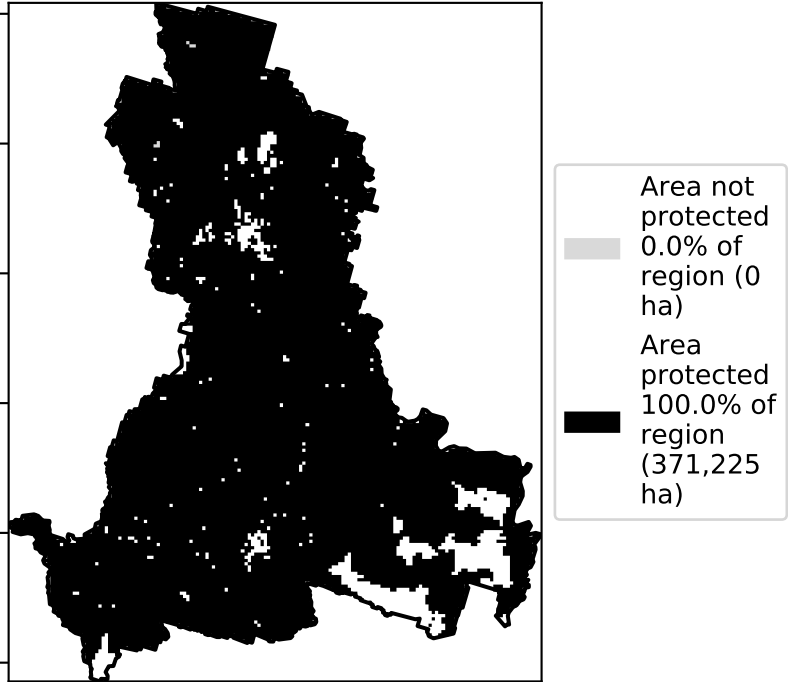 Area not
protected
0.0% of
region (0
ha)
Area
protected
100.0% of
region
(371,225
ha)